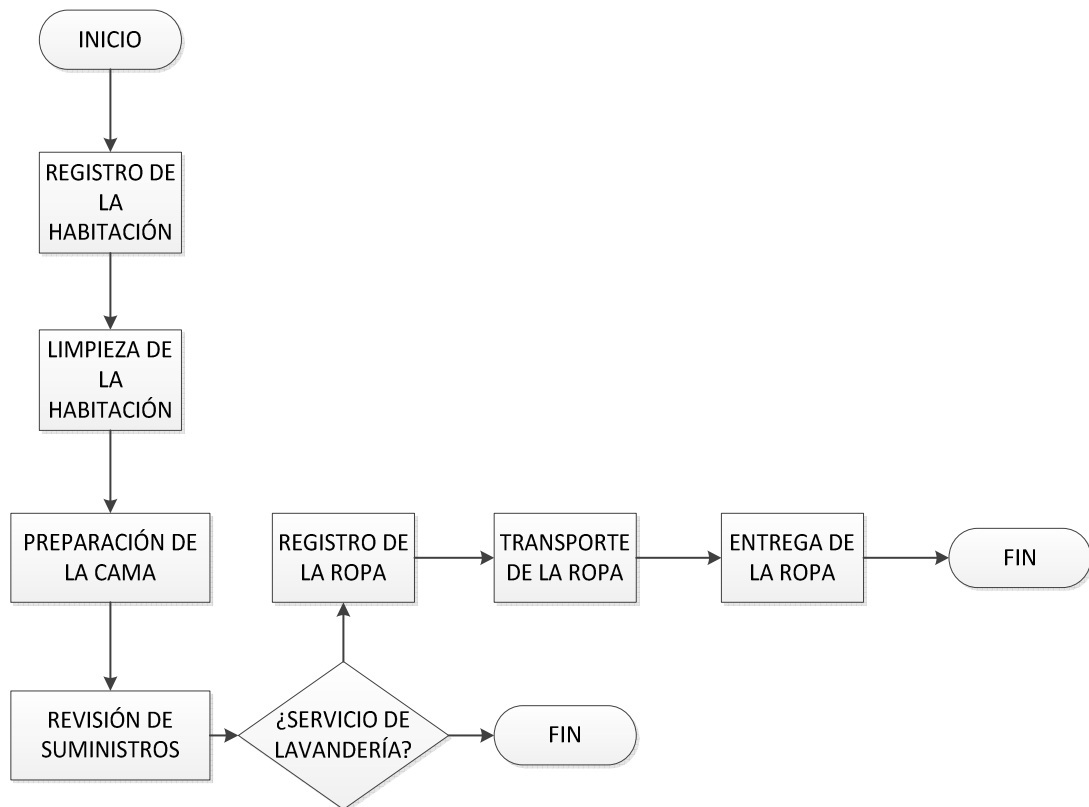 INICIO
REGISTRO DE
LA
HABITACIÓN
LIMPIEZA DE
LA
HABITACIÓN
PREPARACIÓN DE
LA CAMA
REVISIÓN DE
SUMINISTROS
¿SERVICIO DE
LAVANDERÍA?
REGISTRO DE
LA ROPA
TRANSPORTE
DE LA ROPA
ENTREGA DE
LA ROPA
FIN
FIN